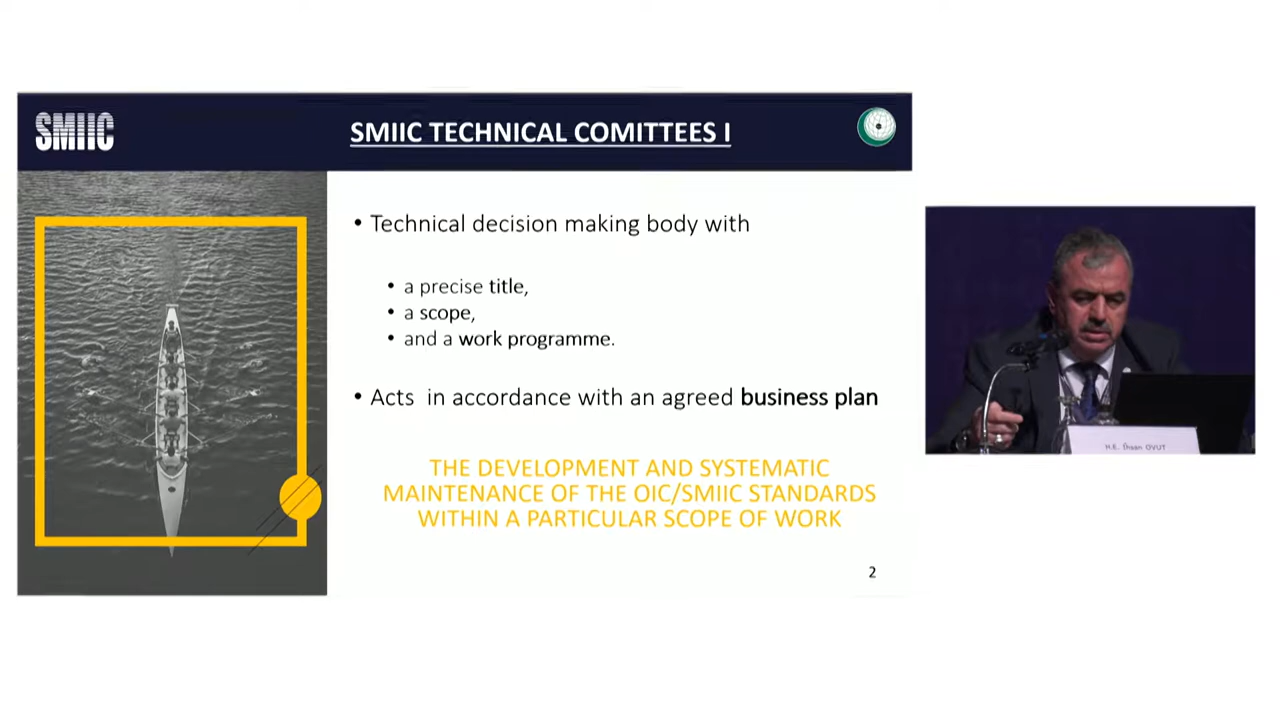 SMIIC
SMIIC TECHNICAL COMITTEES I
• Technical decision making body with
• a precise title,
• a scope,
• and a work programme.
• Acts in accordance with an agreed business plan
THE DEVELOPMENT AND SYSTEMATIC
MAINTENANCE OF THE OIC/SMIIC STANDARDS
WITHIN A PARTICULAR SCOPE OF WORK
2
H.E. İhsan OVUT